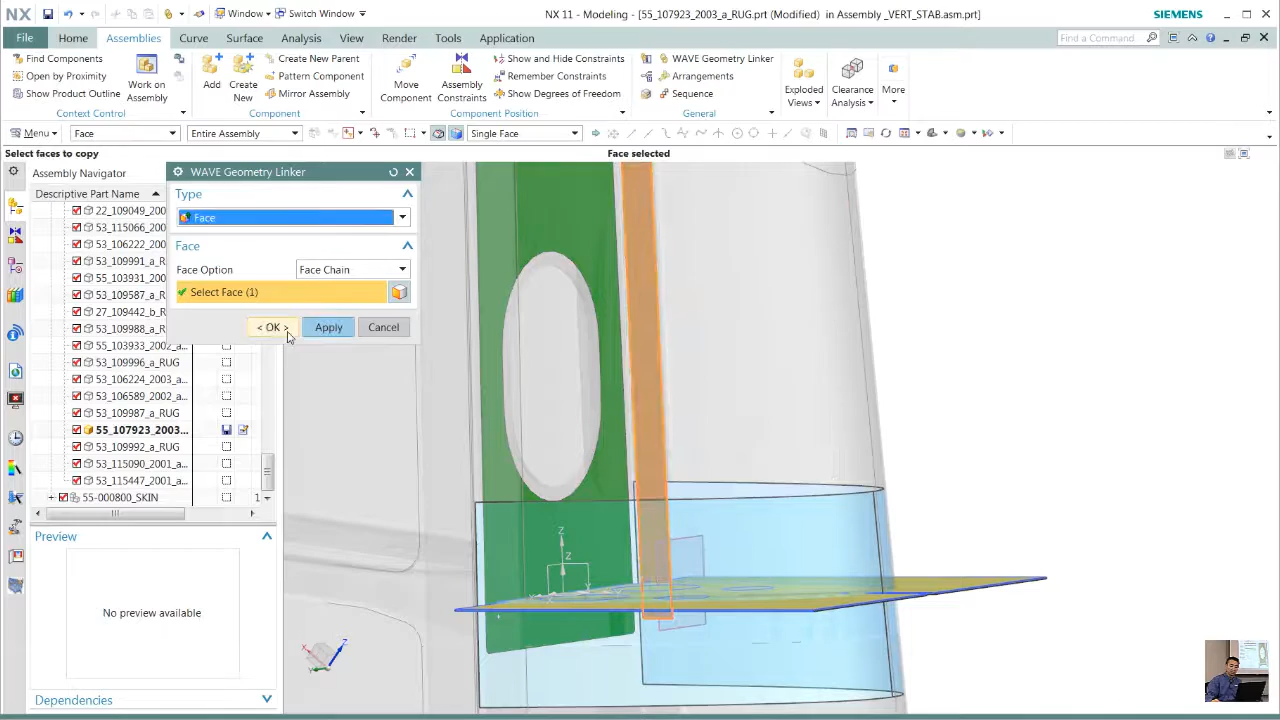 NX
Window
Switch Window
NX 11 - Modeling - [55_107923_2003_a_RUG.prt (Modified) in Assembly _VERT_STAB.asm.prt]
SIEMENS
File
Home
Assemblies
Curve
Surface
Analysis
View
Render
Tools
Application
Find a Command
Find Components
Open by Proximity
Show Product Outline
Work on
Assembly
Context Control
Add
Create
New
Create New Parent
Pattern Component
Mirror Assembly
Component
Move
Component
Assembly
Constraints
Show and Hide Constraints
Remember Constraints
Show Degrees of Freedom
Component Position
WAVE Geometry Linker
Arrangements
Sequence
General
Exploded
Views
Clearance
Analysis
More
Menu
Face
Entire Assembly
Single Face
Select faces to copy
Face selected
Assembly Navigator
Descriptive Part Name
22_109049_200
53_115066_200
53_106222_200
53_109991_a_R
55_103931_200
53_109587_a_R
27_109442_b_R
53_109988_a_R
55_103933_2002_a...
53_109996_a_RUG
53_106224_2003_a...
53_106589_2002_a...
53_109987_a_RUG
55_107923_2003...
53_109992_a_RUG
53_115090_2001_a...
53_115447_2001_a...
55-000800_SKIN
1
Preview
No preview available
Dependencies
WAVE Geometry Linker
Type
Face
Face
Face Option
Face Chain
Select Face (1)
< OK >
Apply
Cancel
Z
Z
X
Y
Z